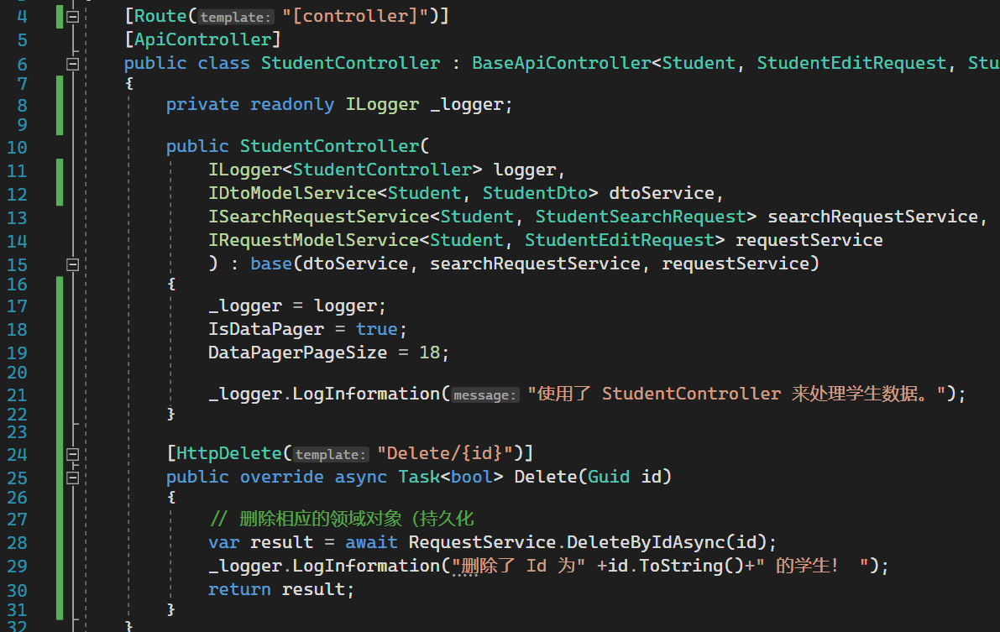 4 [Route(template: "[controller]")]
5 [ApiController]
6 public class StudentController : BaseApiController<Student, StudentEditRequest, Stu
7 {
8 private readonly ILogger _logger;
9
10 public StudentController(
11 ILogger<StudentController> logger,
12 IDtoModelService<Student, StudentDto> dtoService,
13 ISearchRequestService<Student, StudentSearchRequest> searchRequestService,
14 IRequestModelService<Student, StudentEditRequest> requestService
15 ) : base(dtoService, searchRequestService, requestService)
16 {
17 _logger = logger;
18 IsDataPager = true;
19 DataPagerPageSize = 18;
20
21 _logger.LogInformation(message: "使用了 StudentController 来处理学生数据。");
22 }
23
24 [HttpDelete(template: "Delete/{id}")]
25 public override async Task<bool> Delete(Guid id)
26 {
27 // 删除相应的领域对象（持久化
28 var result = await RequestService.DeleteByIdAsync(id);
29 _logger.LogInformation("删除了 Id 为" +id.ToString()+" 的学生！ ");
30 return result;
31 }
32 }